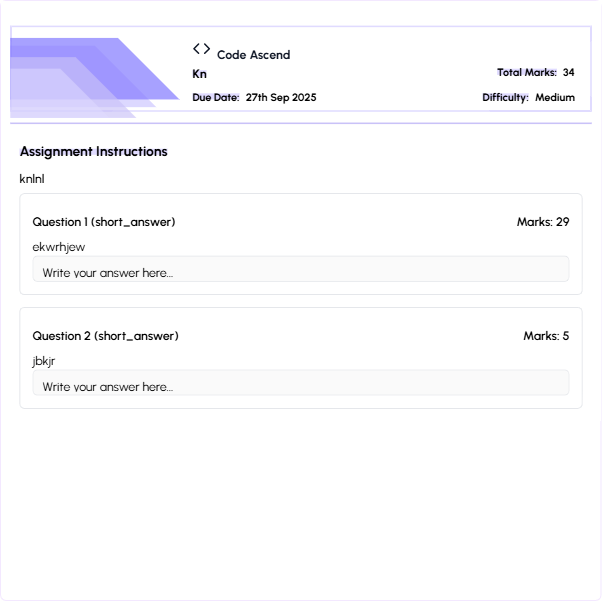 <> Code Ascend
Kn
Total Marks: 34
Due Date: 27th Sep 2025
Difficulty: Medium
Assignment Instructions
knlnl
Question 1 (short_answer)
Marks: 29
ekwrhjew
Write your answer here...
Question 2 (short_answer)
Marks: 5
jbkjr
Write your answer here...